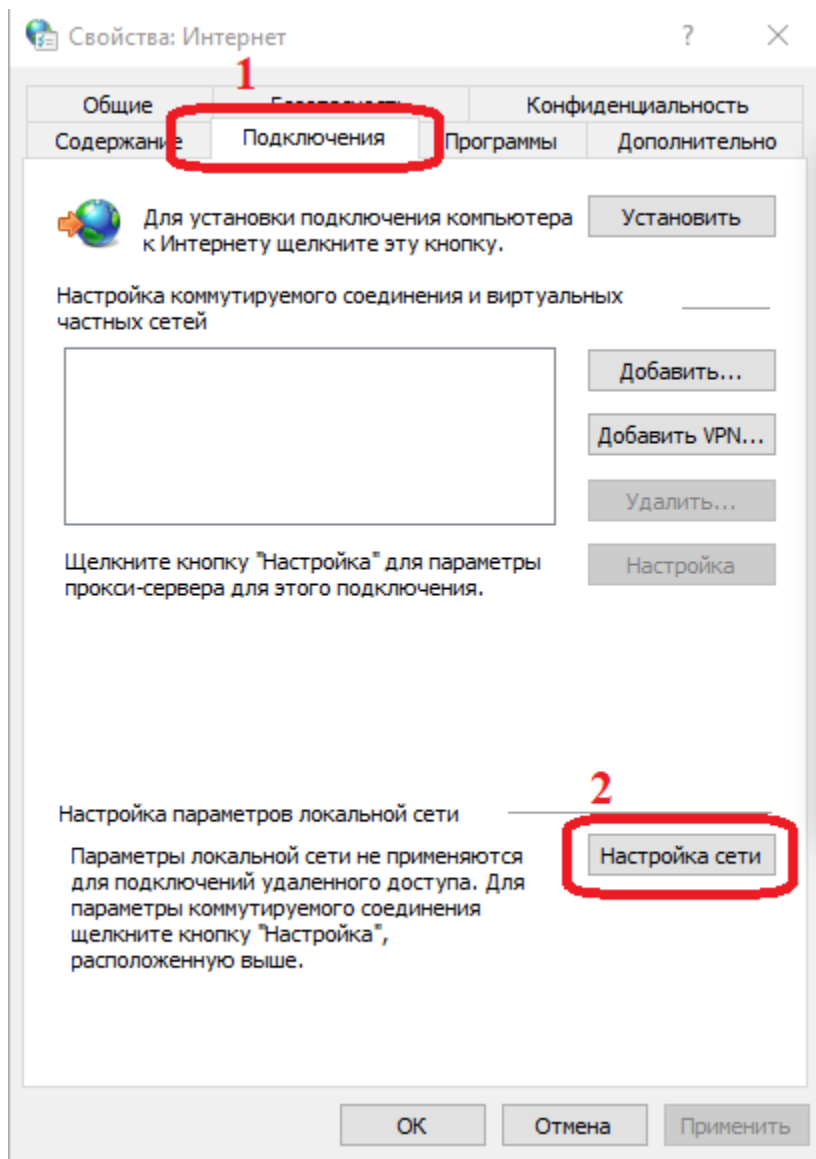 Свойства: Интернет ? ×
1
Общие Конфиденциальность
Содержание Подключения Программы Дополнительно
Для установки подключения компьютера
к Интернету щелкните эту кнопку.
Установить
Настройка коммутируемого соединения и виртуальных
частных сетей
Добавить...
Добавить VPN...
Удалить...
Щелкните кнопку "Настройка" для параметры
прокси-сервера для этого подключения.
Настройка
2
Настройка параметров локальной сети
Параметры локальной сети не применяются
для подключений удаленного доступа. Для
параметры коммутируемого соединения
щелкните кнопку "Настройка",
расположенную выше.
Настройка сети
ОК Отмена Применить